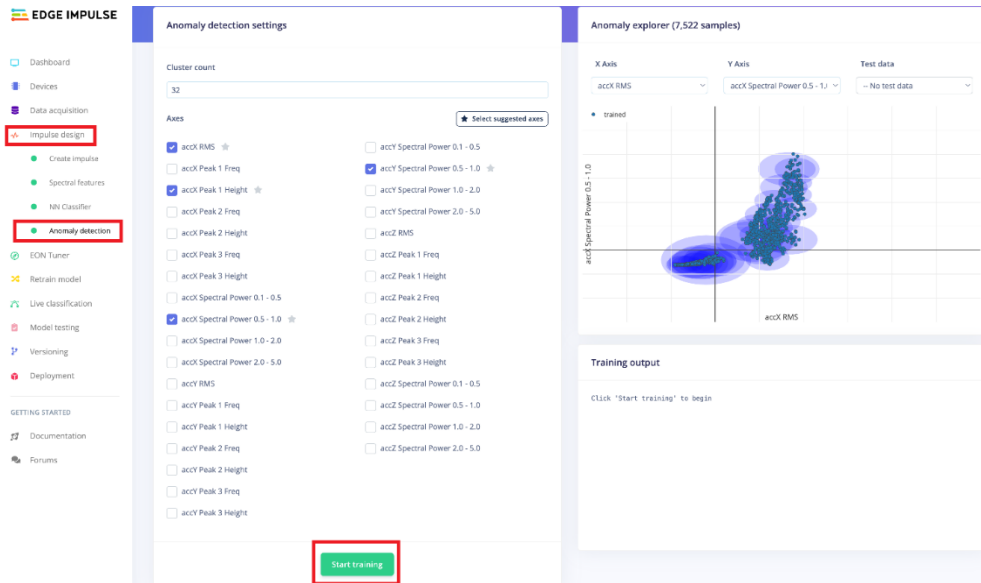 EDGE IMPULSE
Dashboard
Devices
Data acquisition
Impulse design
Create impulse
Spectral features
NN Classifier
Anomaly detection
EON Tuner
Retrain model
Live classification
Model testing
Versioning
Deployment
GETTING STARTED
Documentation
Forums
Anomaly detection settings
Cluster count
32
Axes
Select suggested axes
accX RMS
accX Peak 1 Freq
accX Peak 1 Height
accX Peak 2 Freq
accX Peak 2 Height
accX Peak 3 Freq
accX Peak 3 Height
accX Spectral Power 0.1 - 0.5
accX Spectral Power 0.5 - 1.0
accX Spectral Power 1.0 - 2.0
accX Spectral Power 2.0 - 5.0
accY RMS
accY Peak 1 Freq
accY Peak 1 Height
accY Peak 2 Freq
accY Peak 2 Height
accY Peak 3 Freq
accY Peak 3 Height
accY Spectral Power 0.1 - 0.5
accY Spectral Power 0.5 - 1.0
accY Spectral Power 1.0 - 2.0
accY Spectral Power 2.0 - 5.0
accZ RMS
accZ Peak 1 Freq
accZ Peak 1 Height
accZ Peak 2 Freq
accZ Peak 2 Height
accZ Peak 3 Freq
accZ Peak 3 Height
accZ Spectral Power 0.1 - 0.5
accZ Spectral Power 0.5 - 1.0
accZ Spectral Power 1.0 - 2.0
accZ Spectral Power 2.0 - 5.0
Start training
Anomaly explorer (7,522 samples)
X Axis
Y Axis
Test data
accX RMS
accX Spectral Power 0.5 - 1.
-- No test data
trained
accX Spectral Power 0.5 - 1.0
accX RMS
Training output
Click 'Start training' to begin